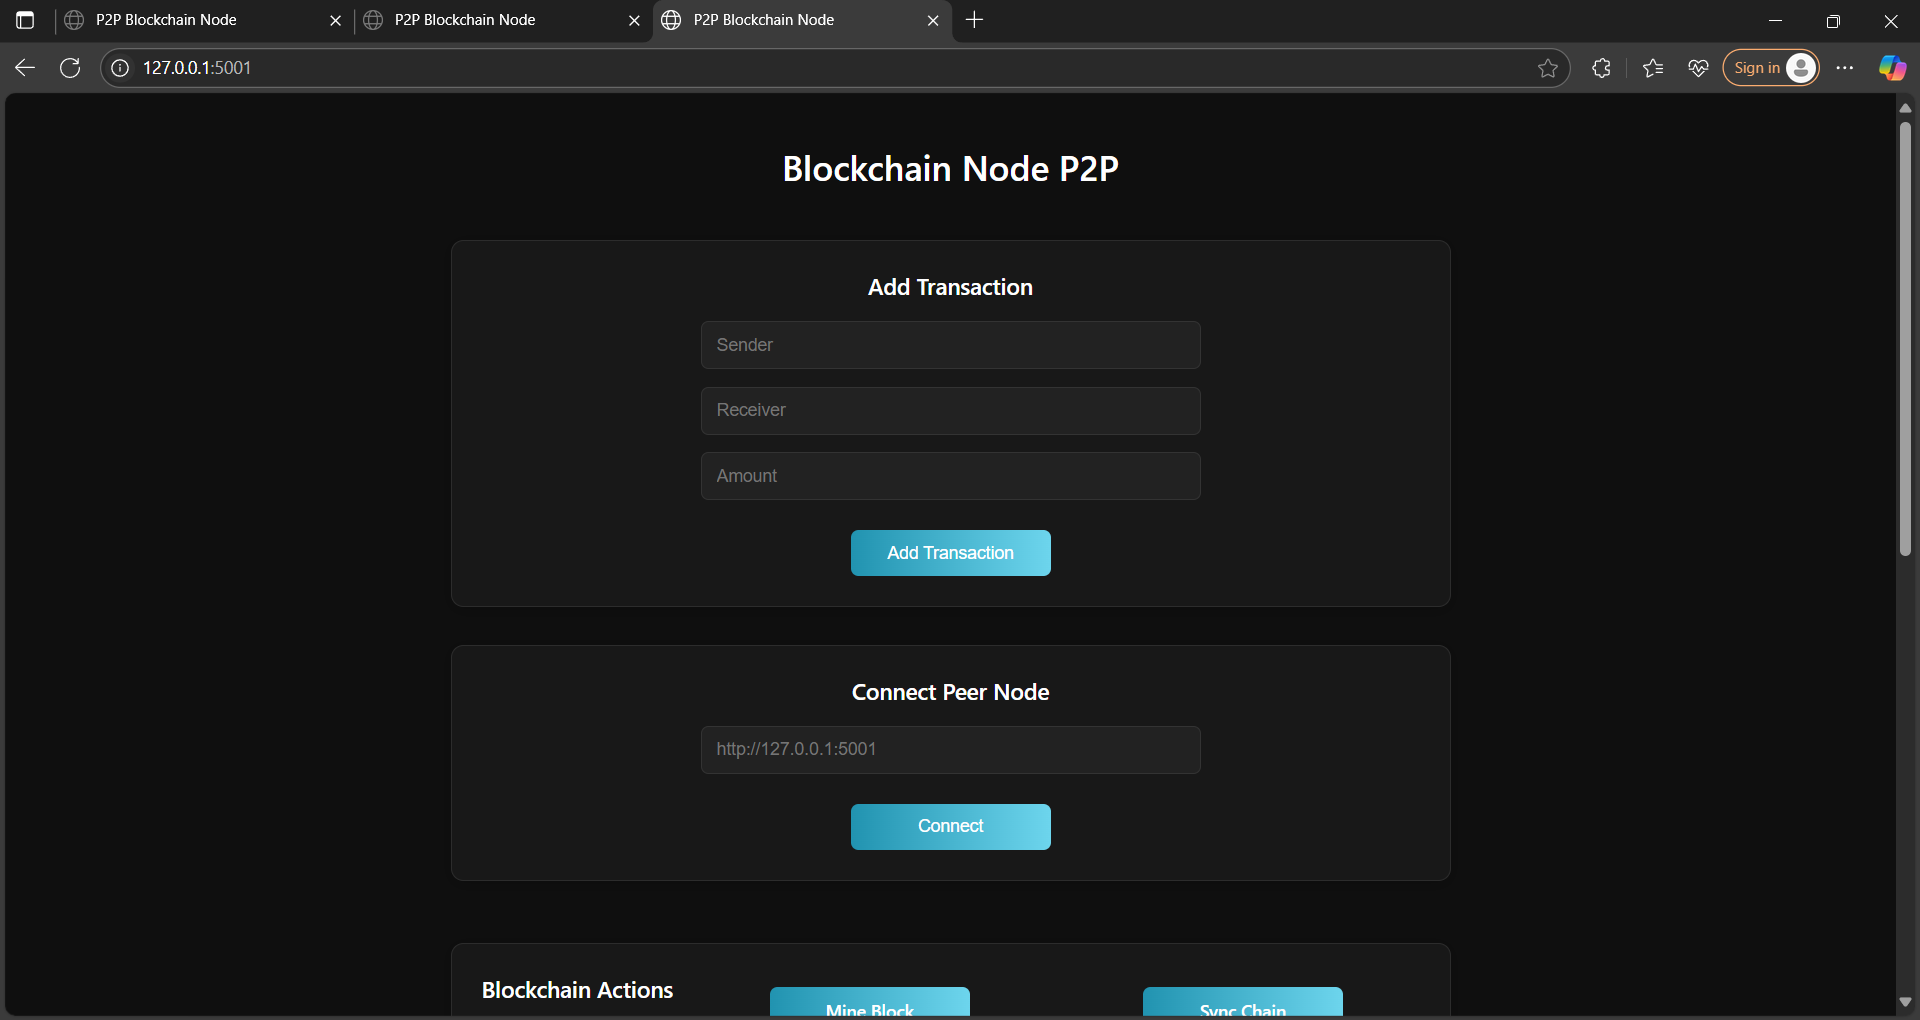 P2P Blockchain Node
P2P Blockchain Node
P2P Blockchain Node
127.0.0.1:5001
Sign in
Blockchain Node P2P
Add Transaction
Sender
Receiver
Amount
Add Transaction
Connect Peer Node
http://127.0.0.1:5001
Connect
Blockchain Actions
Mine Block
Sync Chain